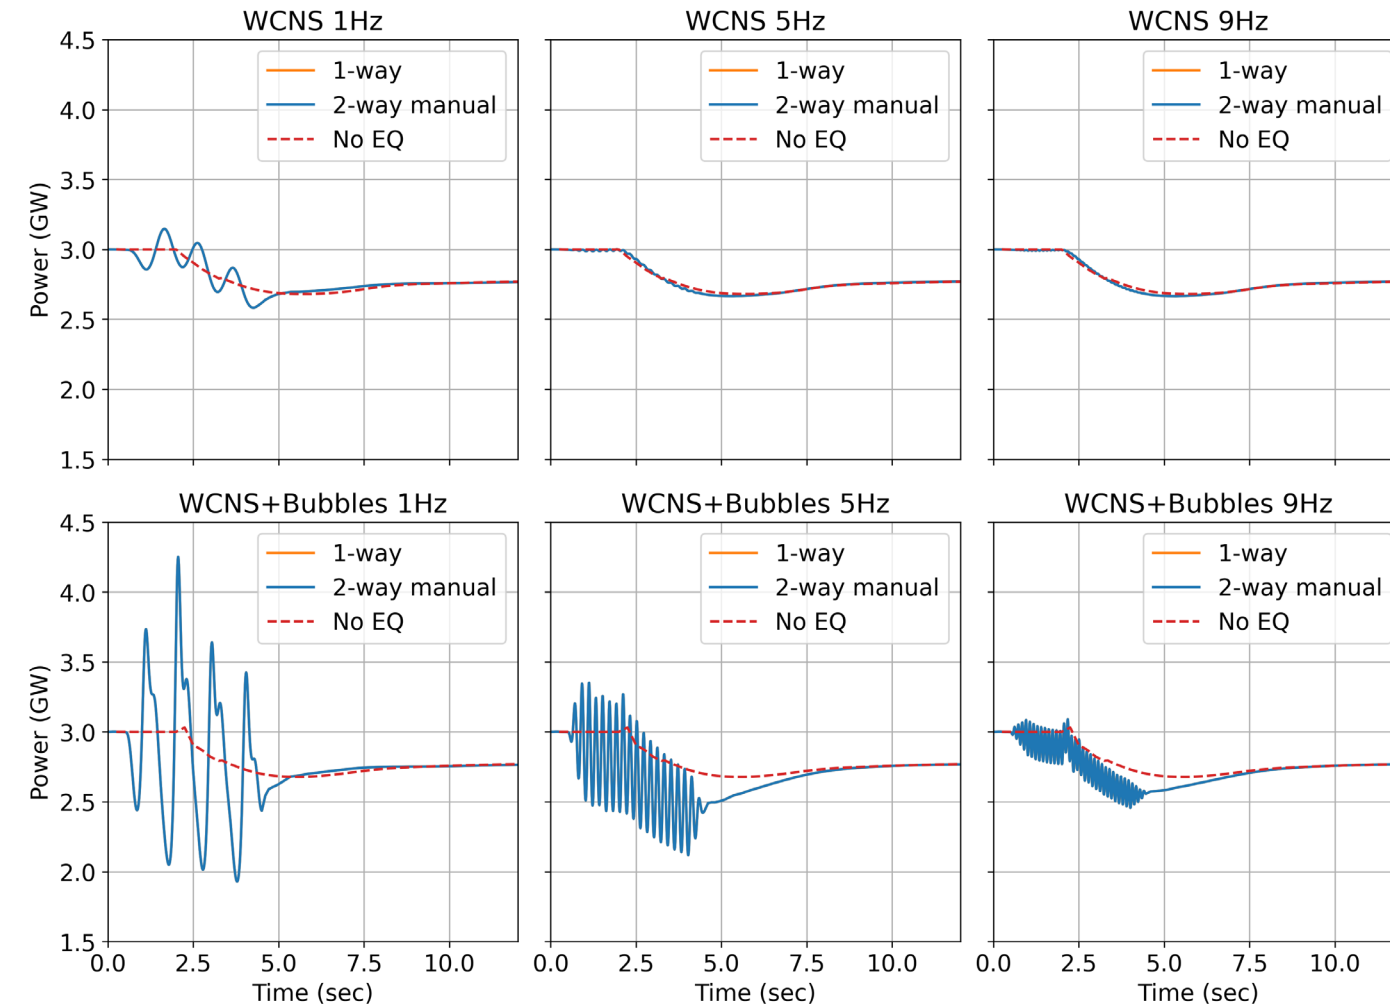 WCNS 1Hz
WCNS 5Hz
WCNS 9Hz
4.5
4.0
3.5
3.0
2.5
2.0
1.5
Power (GW)
1-way
2-way manual
No EQ
1-way
2-way manual
No EQ
1-way
2-way manual
No EQ
WCNS+Bubbles 1Hz
WCNS+Bubbles 5Hz
WCNS+Bubbles 9Hz
4.5
4.0
3.5
3.0
2.5
2.0
1.5
Power (GW)
1-way
2-way manual
No EQ
1-way
2-way manual
No EQ
1-way
2-way manual
No EQ
0.0 2.5 5.0 7.5 10.0
0.0 2.5 5.0 7.5 10.0
0.0 2.5 5.0 7.5 10.0
Time (sec)
Time (sec)
Time (sec)